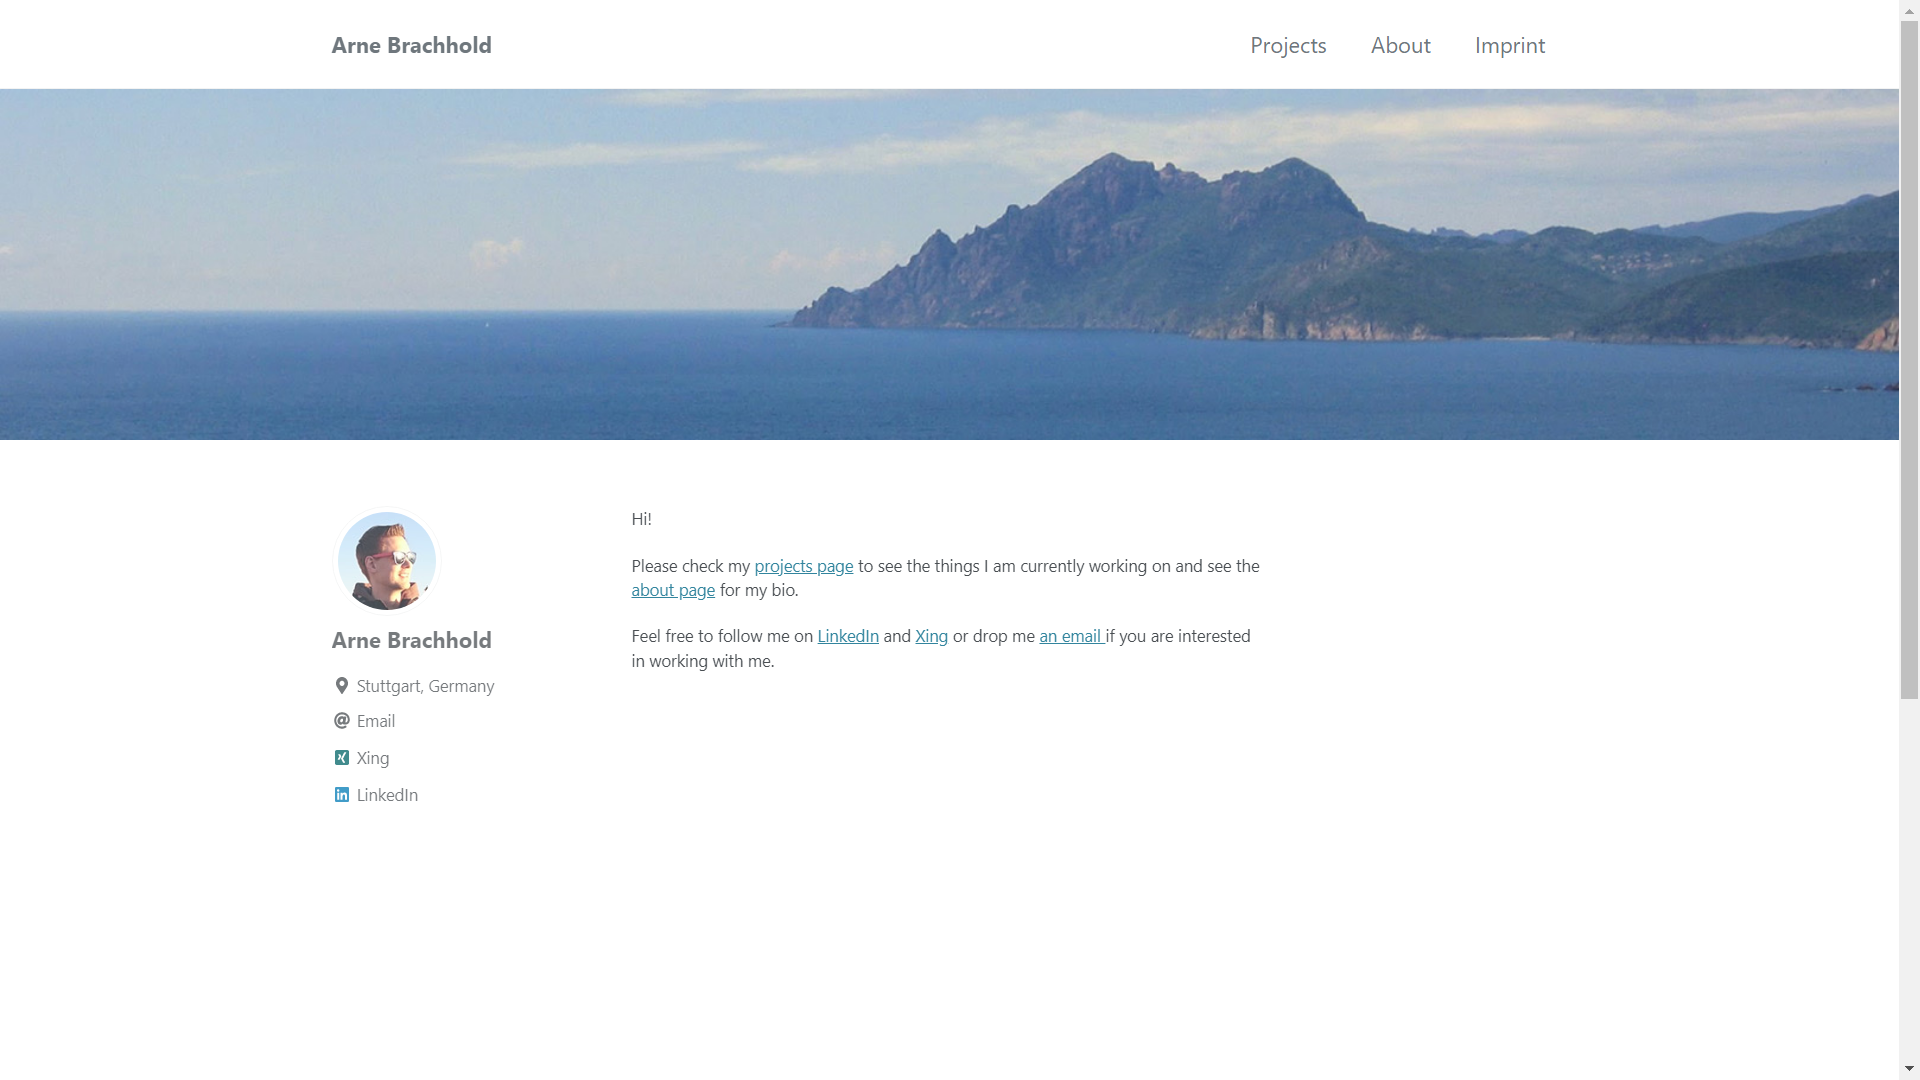 Arne Brachhold
Projects
About
Imprint
Hi!
Please check my projects page to see the things I am currently working on and see the
about page for my bio.
Feel free to follow me on LinkedIn and Xing or drop me an email if you are interested
in working with me.
Arne Brachhold
Stuttgart, Germany
Email
Xing
LinkedIn